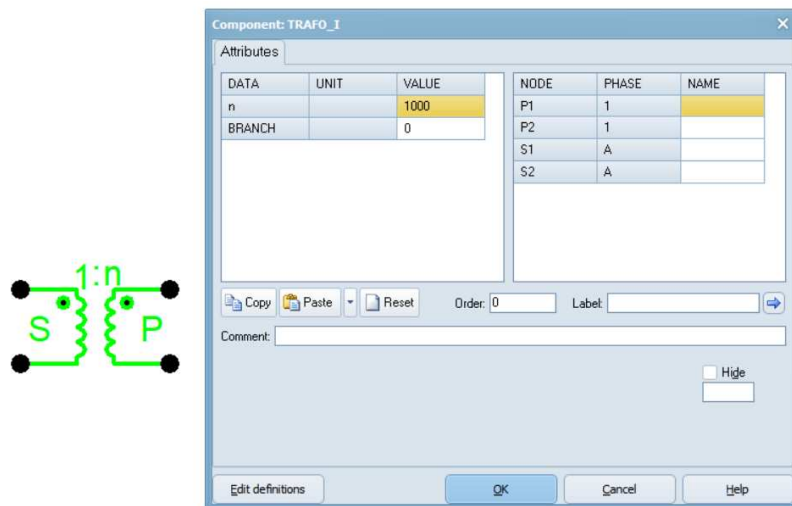 Component: TRAFO_I
Attributes
DATA UNIT VALUE
n 1000
BRANCH 0
NODE PHASE NAME
P1 1
P2 1
S1 A
S2 A
1:n
S P
Copy Paste Reset Order: 0 Label:
Comment:
Hide
Edit definitions OK Cancel Help